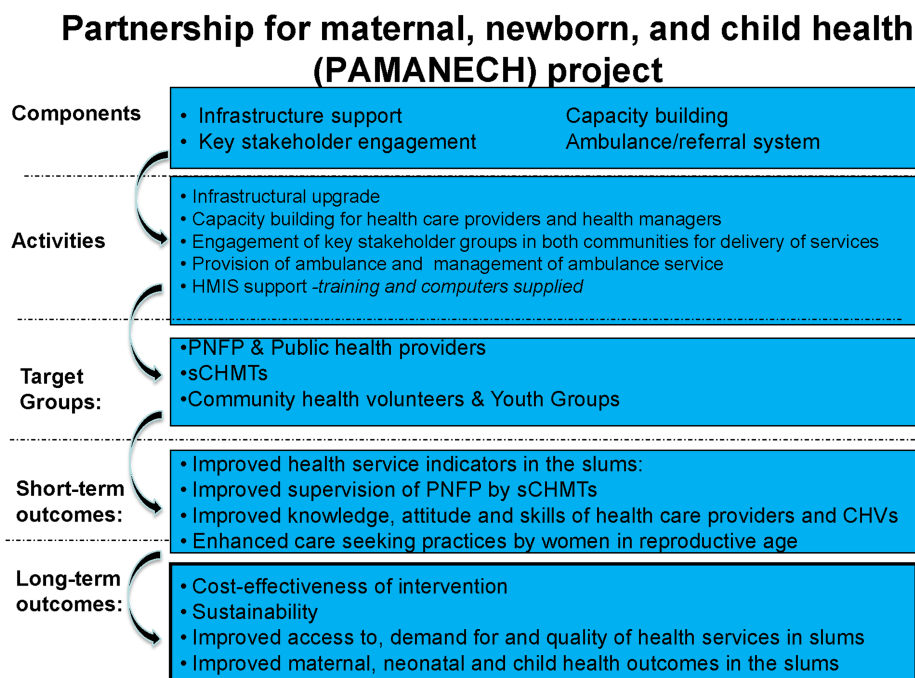 Partnership for maternal, newborn, and child health
(PAMANECH) project
Components
• Infrastructure support Capacity building
• Key stakeholder engagement Ambulance/referral system
Activities
• Infrastructural upgrade
• Capacity building for health care providers and health managers
• Engagement of key stakeholder groups in both communities for delivery of services
• Provision of ambulance and management of ambulance service
• HMIS support -training and computers supplied
Target
Groups:
•PNFP & Public health providers
•sCHMTs
•Community health volunteers & Youth Groups
Short-term
outcomes:
• Improved health service indicators in the slums:
• Improved supervision of PNFP by sCHMTs
• Improved knowledge, attitude and skills of health care providers and CHVs
• Enhanced care seeking practices by women in reproductive age
Long-term
outcomes:
• Cost-effectiveness of intervention
• Sustainability
• Improved access to, demand for and quality of health services in slums
• Improved maternal, neonatal and child health outcomes in the slums